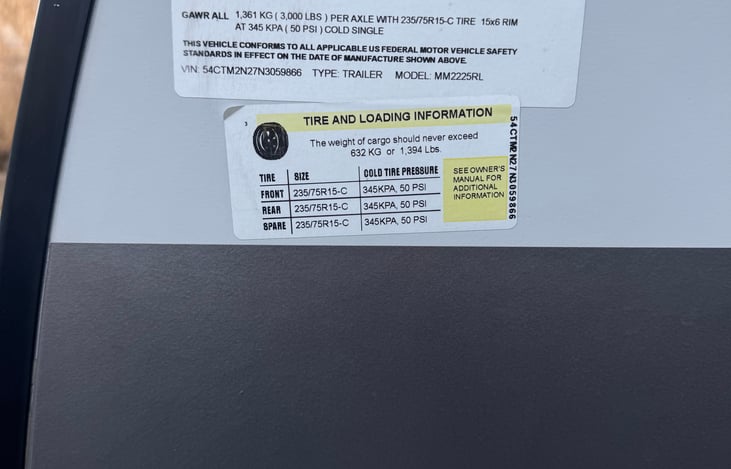 GAWR ALL 1,361 KG ( 3,000 LBS ) PER AXLE WITH 235/75R15-C TIRE 15x6 RIM
AT 345 KPA ( 50 PSI ) COLD SINGLE
THIS VEHICLE CONFORMS TO ALL APPLICABLE US FEDERAL MOTOR VEHICLE SAFETY
STANDARDS IN EFFECT ON THE DATE OF MANUFACTURE SHOWN ABOVE.
VIN: 54CTM2N27N3059866 TYPE: TRAILER MODEL: MM2225RL
3
TIRE AND LOADING INFORMATION
The weight of cargo should never exceed
632 KG or 1,394 Lbs.
TIRE SIZE COLD TIRE PRESSURE
FRONT 235/75R15-C 345KPA, 50 PSI
REAR 235/75R15-C 345KPA, 50 PSI
SPARE 235/75R15-C 345KPA, 50 PSI
SEE OWNER'S
MANUAL FOR
ADDITIONAL
INFORMATION
54CTM2N27N3059866